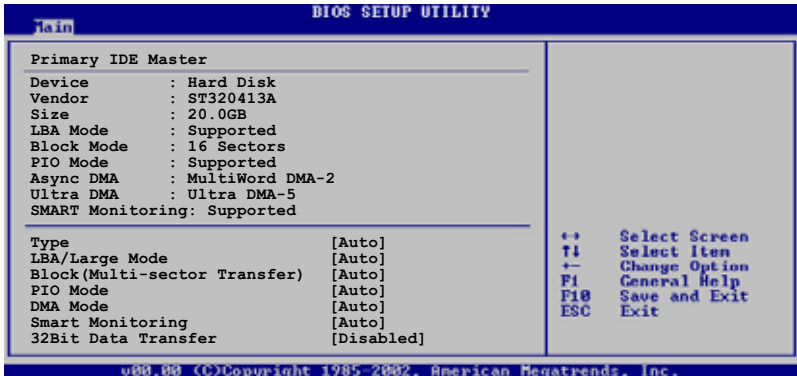 BIOS SETUP UTILITY
Main
Primary IDE Master
Device : Hard Disk
Vendor : ST320413A
Size : 20.0GB
LBA Mode : Supported
Block Mode : 16 Sectors
PIO Mode : Supported
Async DMA : MultiWord DMA-2
Ultra DMA : Ultra DMA-5
SMART Monitoring: Supported
Type [Auto]
LBA/Large Mode [Auto]
Block(Multi-sector Transfer) [Auto]
PIO Mode [Auto]
DMA Mode [Auto]
Smart Monitoring [Auto]
32Bit Data Transfer [Disabled]
↔ Select Screen
↑↓ Select Item
+- Change Option
F1 General Help
F10 Save and Exit
ESC Exit
v00.00 (C)Copyright 1985-2002, American Megatrends, Inc.